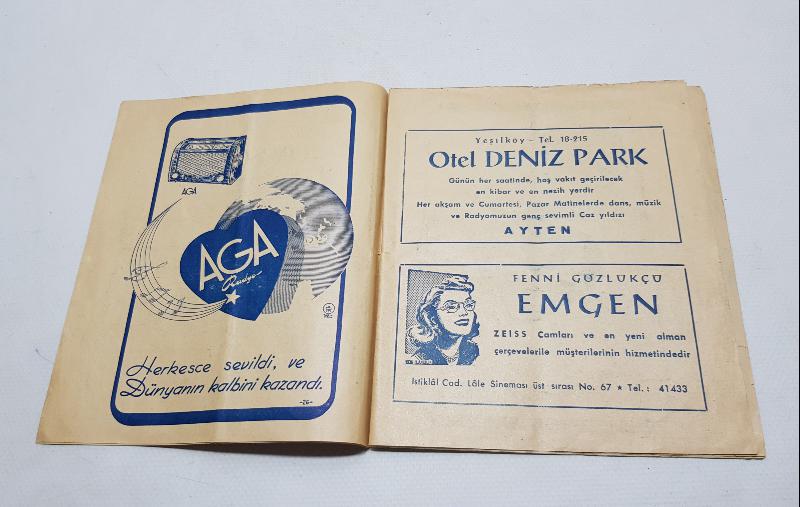 AGA
AGA
Radyo
Herkesce sevildi, ve
Dünyanın kalbini kazandı.
-26-
Yeşilköy - Tel. 18-215
Otel DENİZ PARK
Günün her saatinde, hoş vakit geçirilecek
en kibar ve en nezih yerdir
Her akşam ve Cumartesi, Pazar Matinelerde dans, müzik
ve Radyomuzun genç sevimli Caz yıldızı
AYTEN
FENNİ GÖZLÜKÇÜ
EMGEN
ZEISS Camları ve en yeni alman
çerçevelerile müşterilerinin hizmetindedir
İstiklâl Cad. Lâle Sineması üst sırası No. 67 ★ Tel.: 41433